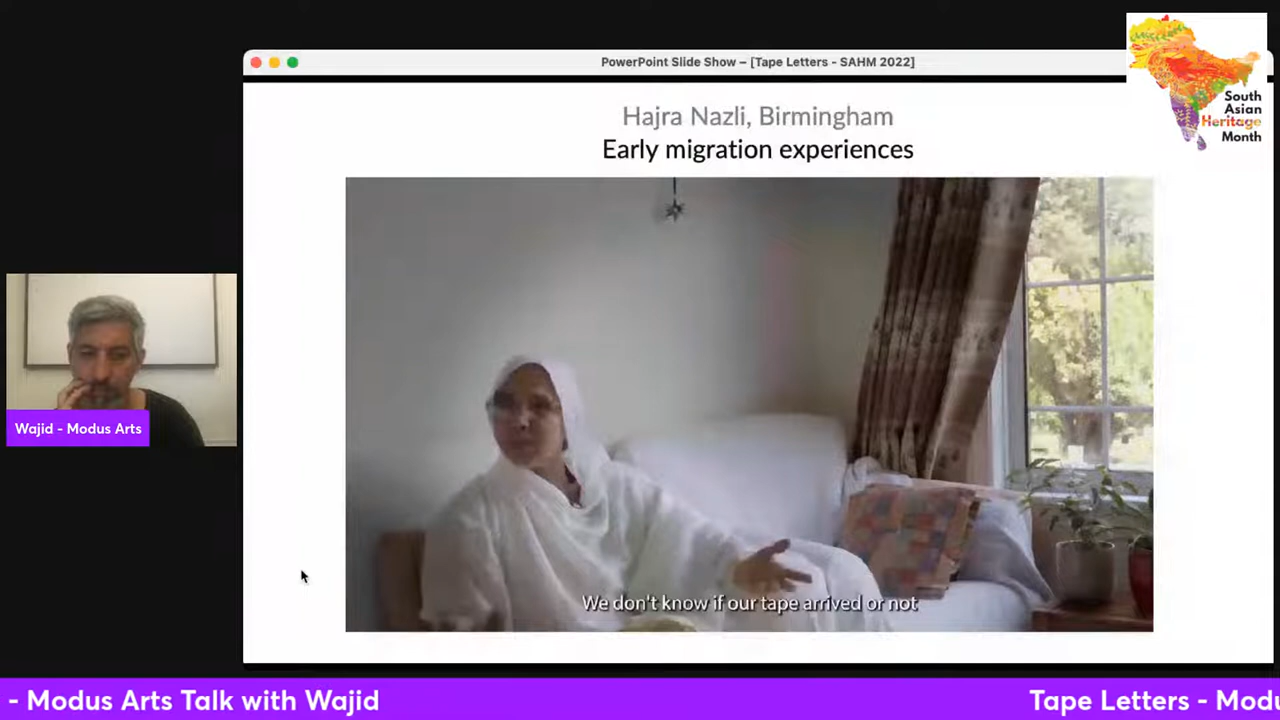 PowerPoint Slide Show – [Tape Letters - SAHM 2022]
South
Asian
Heritage
Month
Hajra Nazli, Birmingham
Early migration experiences
Wajid - Modus Arts
We don't know if our tape arrived or not
- Modus Arts Talk with Wajid
Tape Letters - Modu